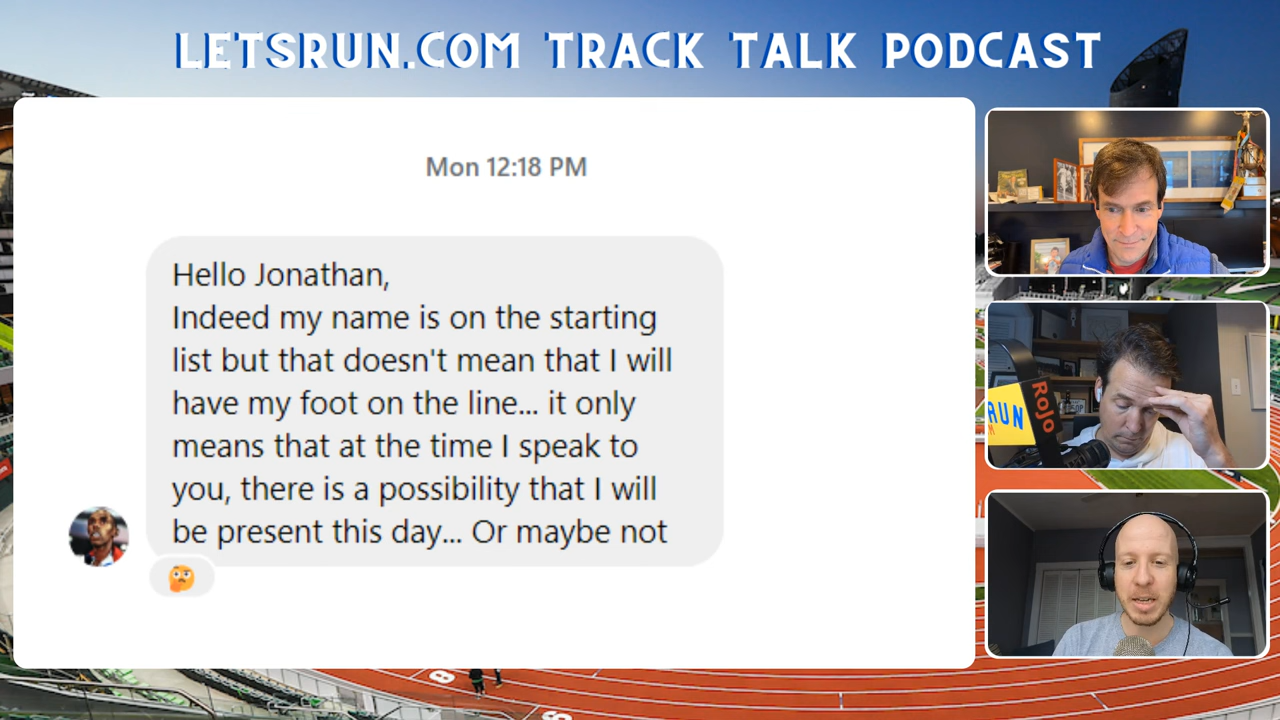 LETSRUN.COM TRACK TALK PODCAST
Mon 12:18 PM
Hello Jonathan,
Indeed my name is on the starting
list but that doesn't mean that I will
have my foot on the line... it only
means that at the time I speak to
you, there is a possibility that I will
be present this day... Or maybe not
RUN
RoJo
8